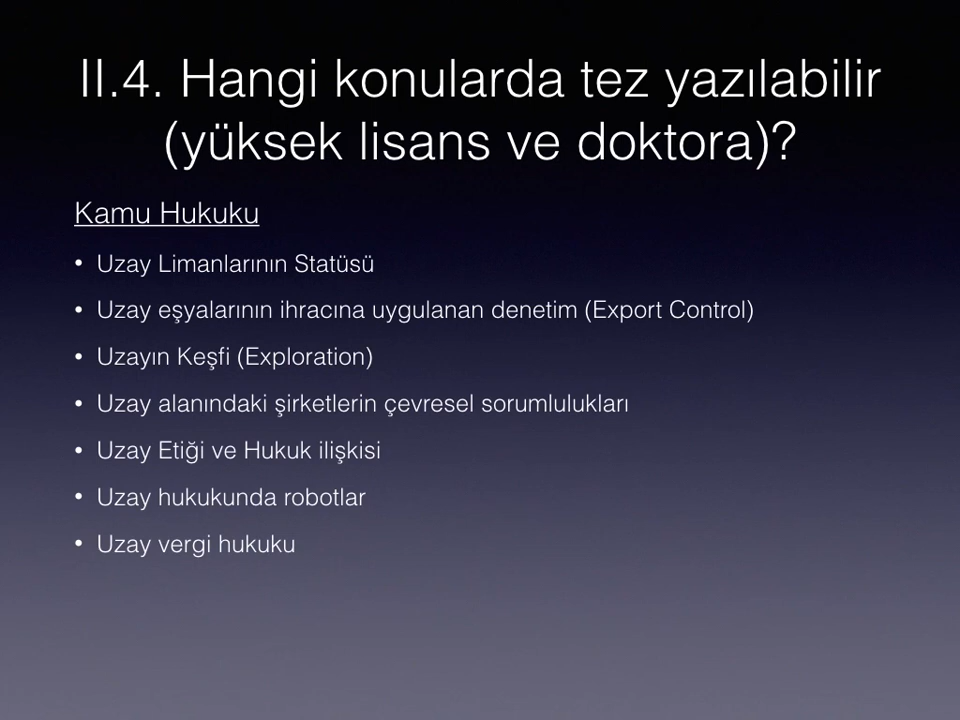 II.4. Hangi konularda tez yazılabilir
(yüksek lisans ve doktora)?
Kamu Hukuku
• Uzay Limanlarının Statüsü
• Uzay eşyalarının ihracına uygulanan denetim (Export Control)
• Uzayın Keşfi (Exploration)
• Uzay alanındaki şirketlerin çevresel sorumlulukları
• Uzay Etiği ve Hukuk ilişkisi
• Uzay hukukunda robotlar
• Uzay vergi hukuku